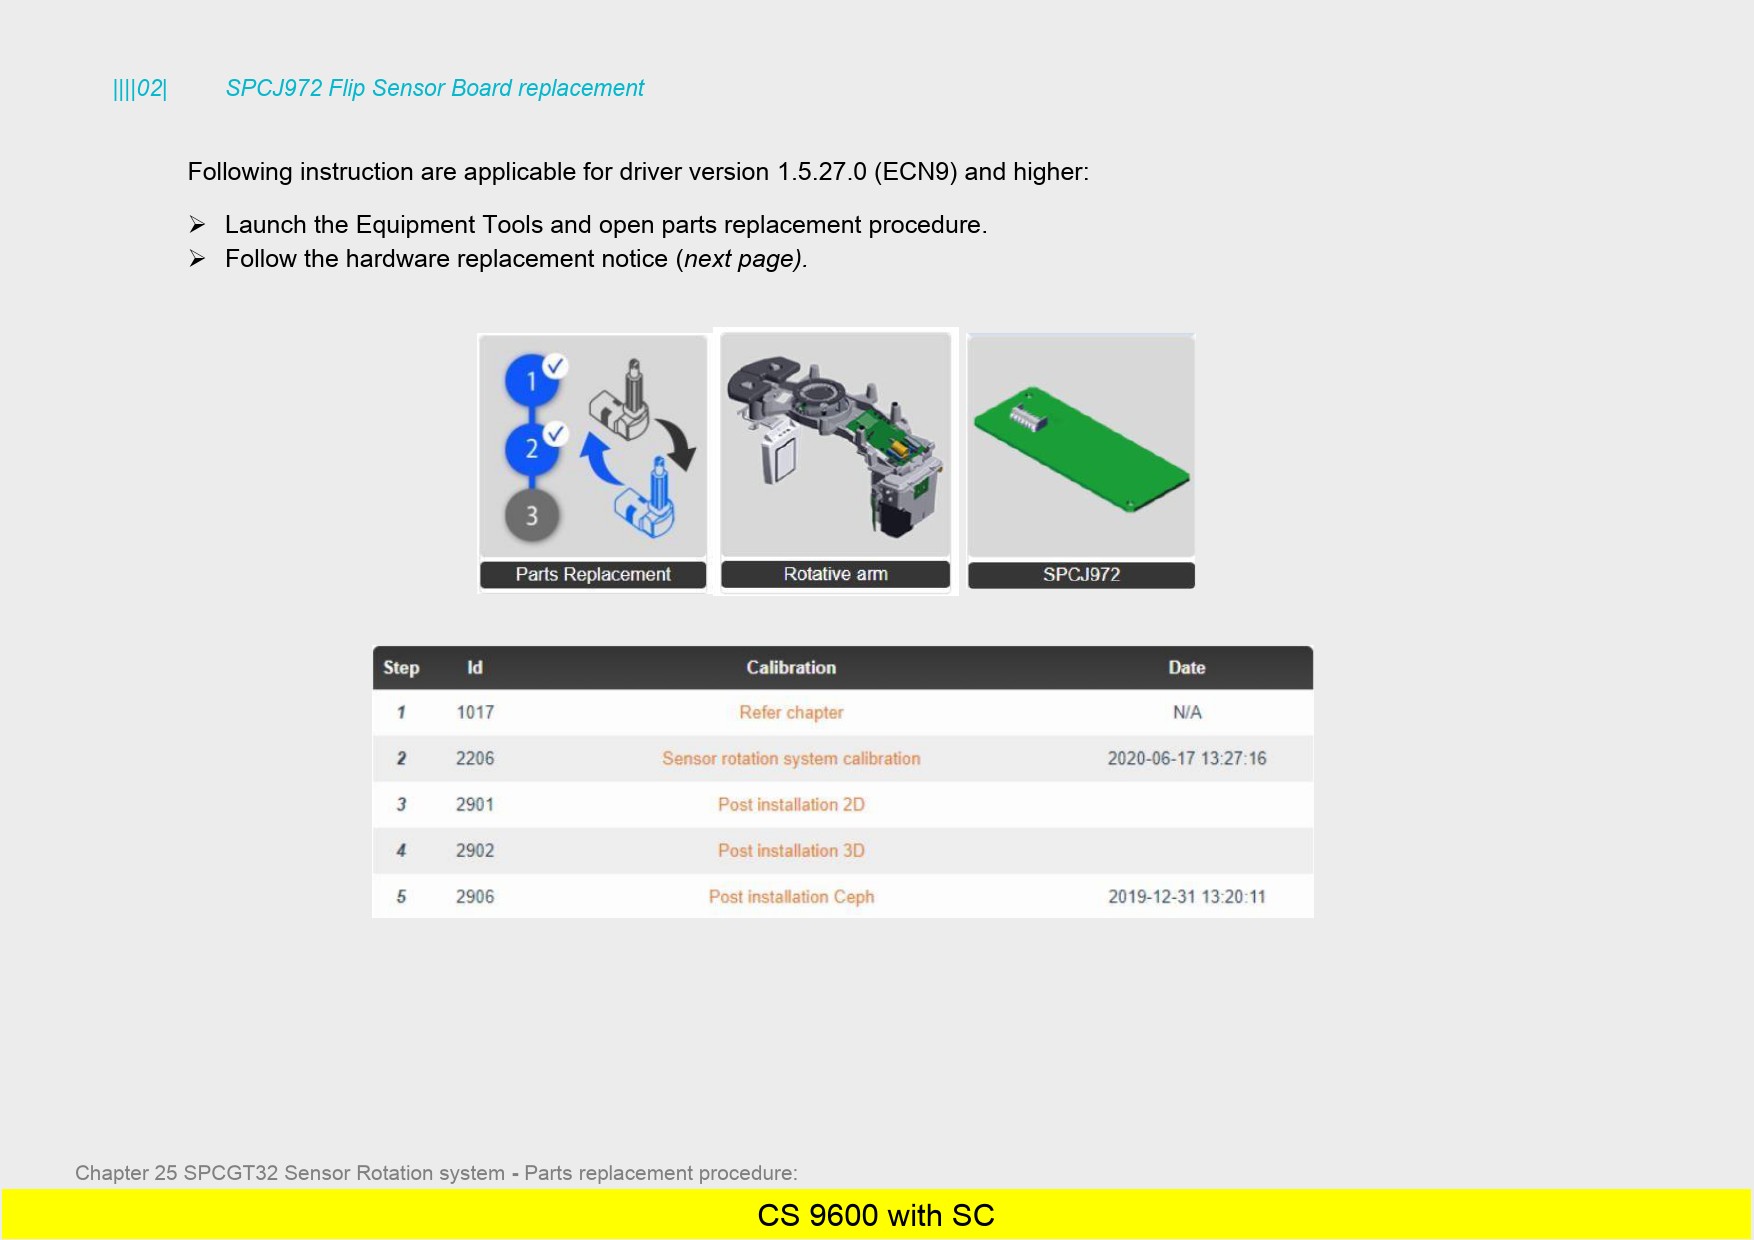 ||||02| SPCJ972 Flip Sensor Board replacement
Following instruction are applicable for driver version 1.5.27.0 (ECN9) and higher:
➢ Launch the Equipment Tools and open parts replacement procedure.
➢ Follow the hardware replacement notice (next page).
1
2
3
Parts Replacement
Rotative arm
SPCJ972
Step Id Calibration Date
1 1017 Refer chapter N/A
2 2206 Sensor rotation system calibration 2020-06-17 13:27:16
3 2901 Post installation 2D
4 2902 Post installation 3D
5 2906 Post installation Ceph 2019-12-31 13:20:11
Chapter 25 SPCGT32 Sensor Rotation system - Parts replacement procedure:
CS 9600 with SC